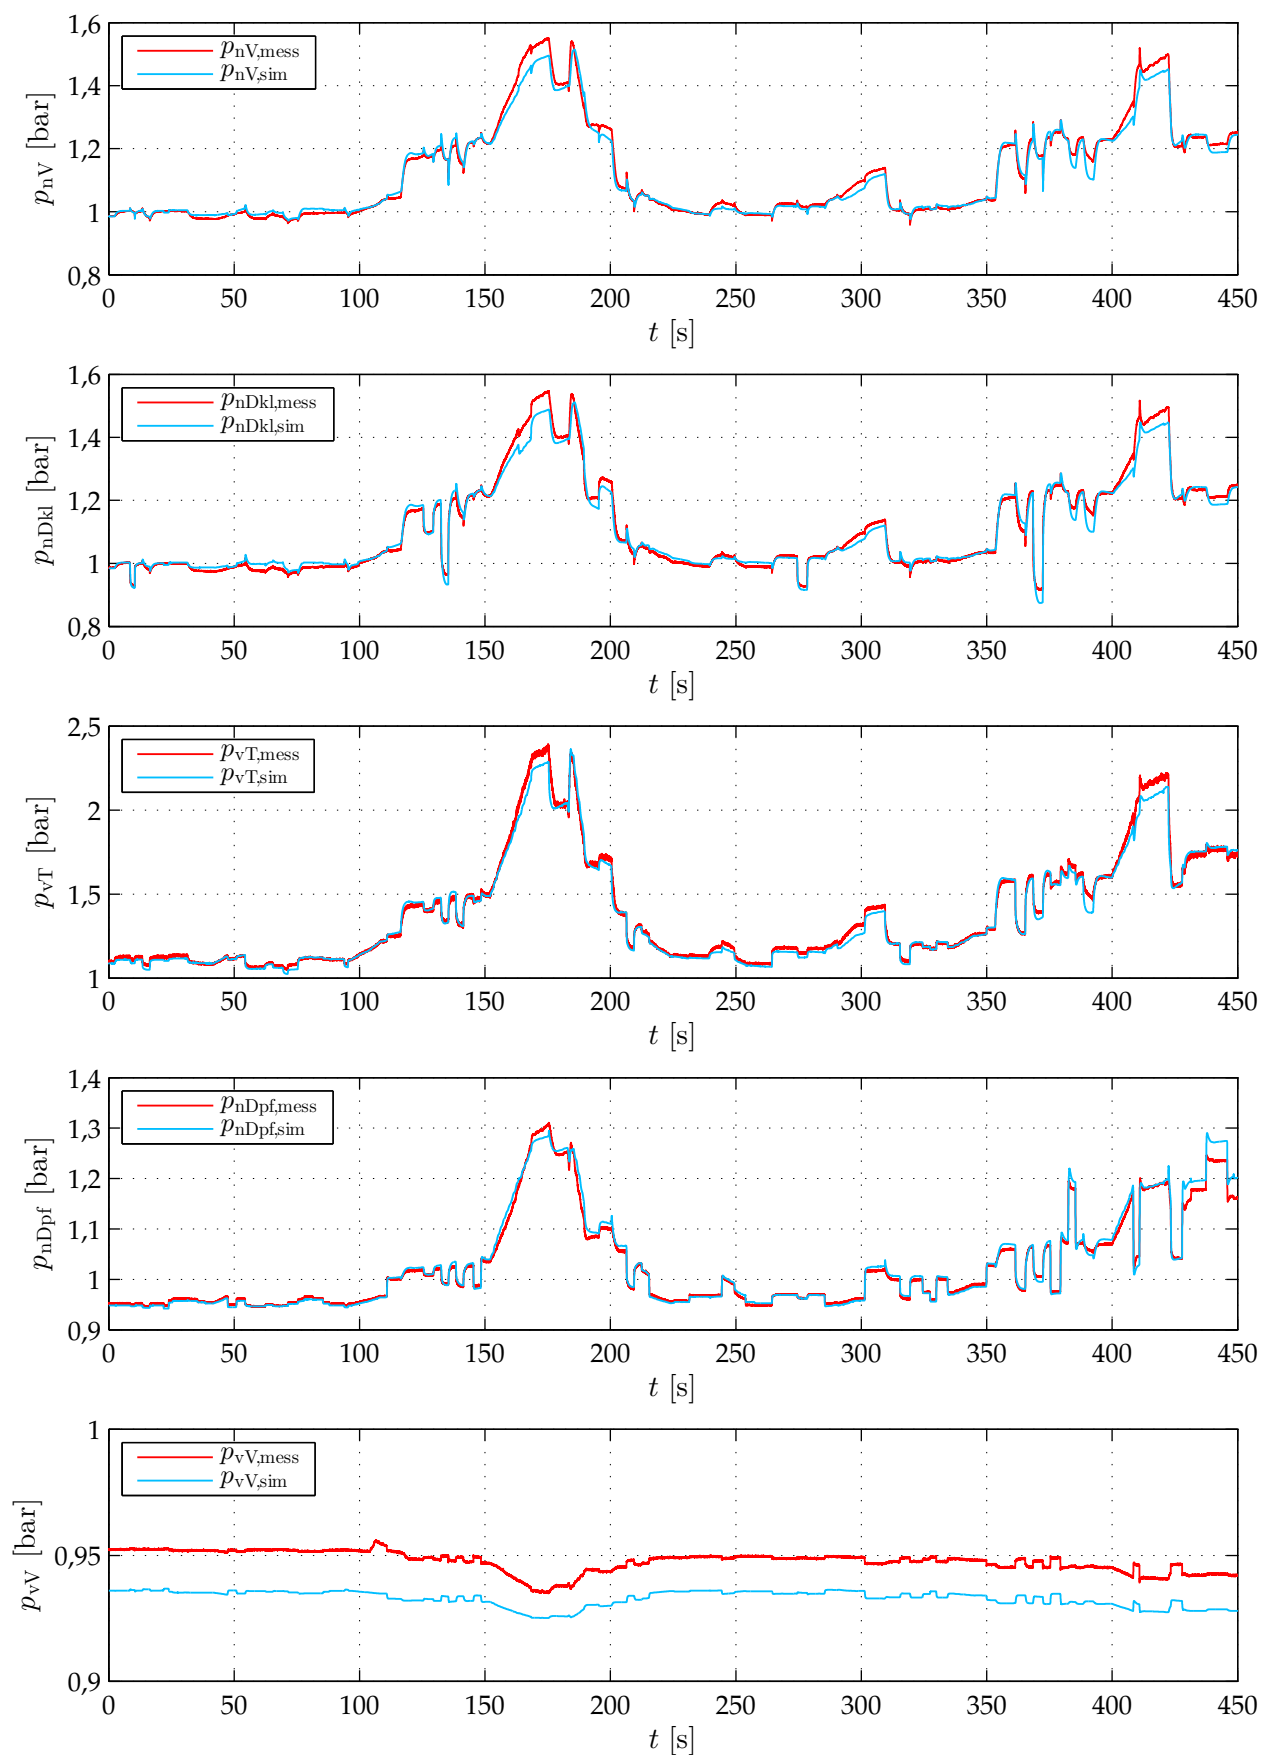 1,6
1,4
1,2
1
0,8
p_nV [bar]
p_nV,mess
p_nV,sim
0 50 100 150 200 250 300 350 400 450
t [s]
1,6
1,4
1,2
1
0,8
p_nDkl [bar]
p_nDkl,mess
p_nDkl,sim
0 50 100 150 200 250 300 350 400 450
t [s]
2,5
2
1,5
1
p_vT [bar]
p_vT,mess
p_vT,sim
0 50 100 150 200 250 300 350 400 450
t [s]
1,4
1,3
1,2
1,1
1
0,9
p_nDpf [bar]
p_nDpf,mess
p_nDpf,sim
0 50 100 150 200 250 300 350 400 450
t [s]
1
0,95
0,9
p_vV [bar]
p_vV,mess
p_vV,sim
0 50 100 150 200 250 300 350 400 450
t [s]